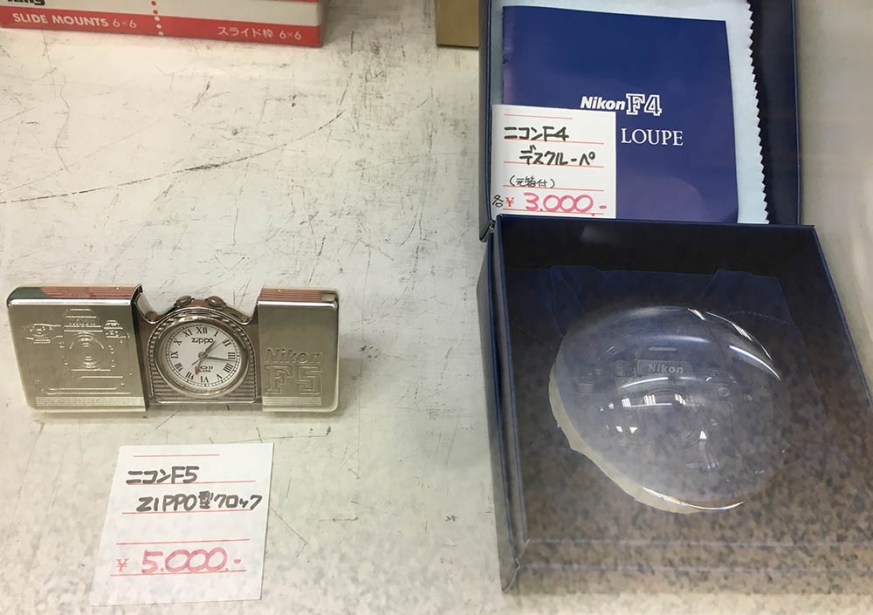 SLIDE MOUNTS 6×6
スライド枠 6×6
Nikon F4
LOUPE
ニコンF4
デスクルーペ
(元箱付)
各¥3.000.-
Nikon
zippo
XII
Nikon
F5
ニコンF5
ZIPPO型クロック
¥5.000.-